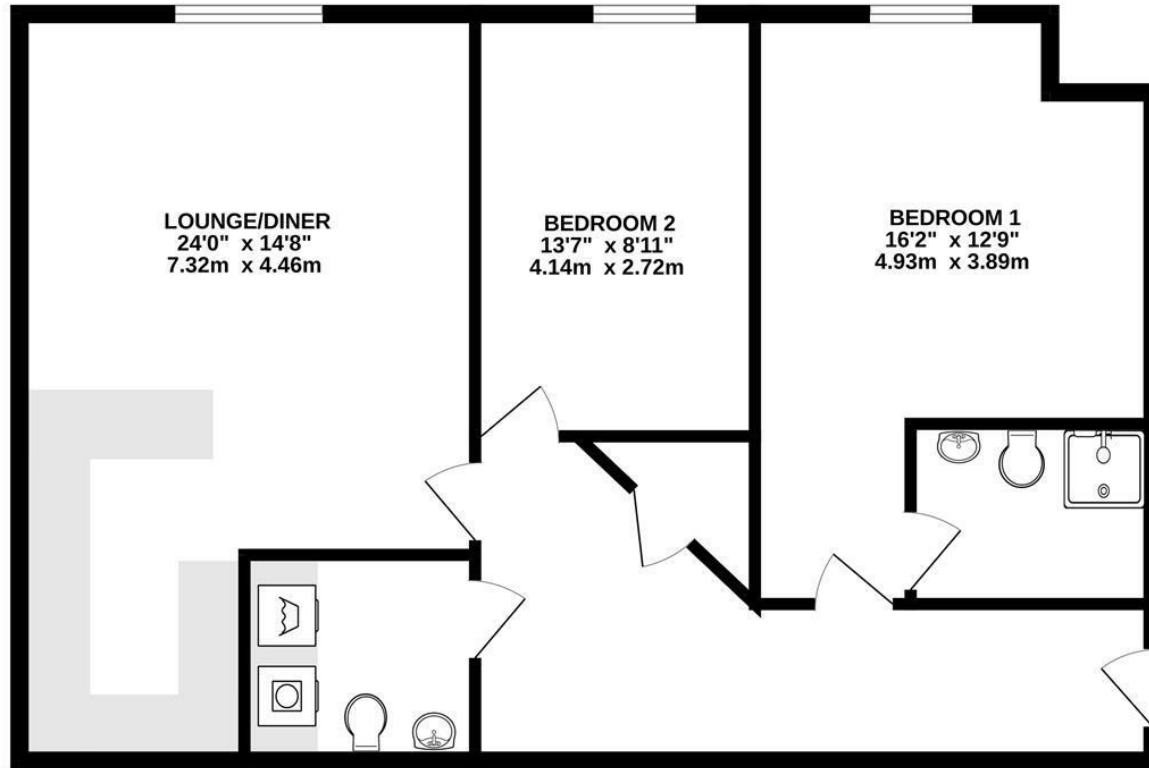 LOUNGE/DINER
24'0" x 14'8"
7.32m x 4.46m
BEDROOM 2
13'7" x 8'11"
4.14m x 2.72m
BEDROOM 1
16'2" x 12'9"
4.93m x 3.89m